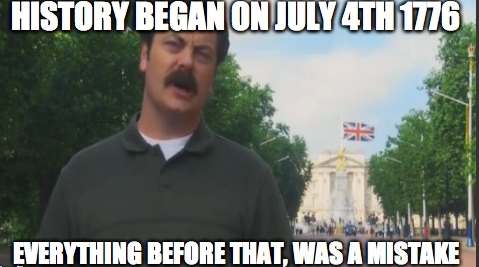 HISTORY BEGAN ON JULY 4TH 1776
EVERYTHING BEFORE THAT, WAS A MISTAKE